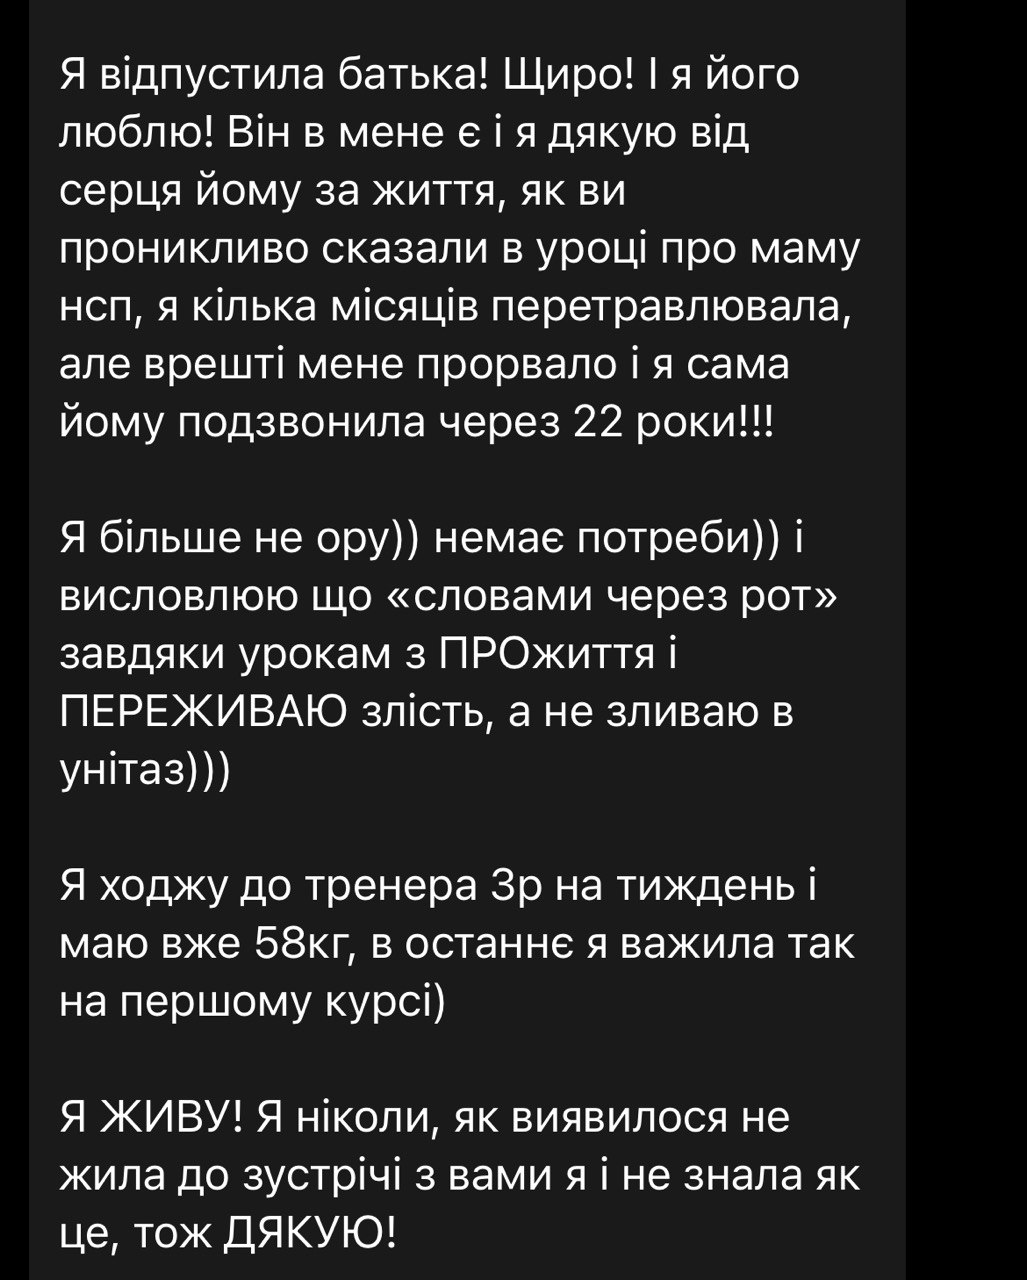 Я відпустила батька! Щиро! І я його
люблю! Він в мене є і я дякую від
серця йому за життя, як ви
проникливо сказали в уроці про маму
нсп, я кілька місяців перетравлювала,
але врешті мене прорвало і я сама
йому подзвонила через 22 роки!!!
Я більше не ору)) немає потреби)) і
висловлюю що «словами через рот»
завдяки урокам з ПРОжиття і
ПЕРЕЖИВАЮ злість, а не зливаю в
унітаз)))
Я ходжу до тренера 3р на тиждень і
маю вже 58кг, в останнє я важила так
на першому курсі)
Я ЖИВУ! Я ніколи, як виявилося не
жила до зустрічі з вами я і не знала як
це, тож ДЯКУЮ!